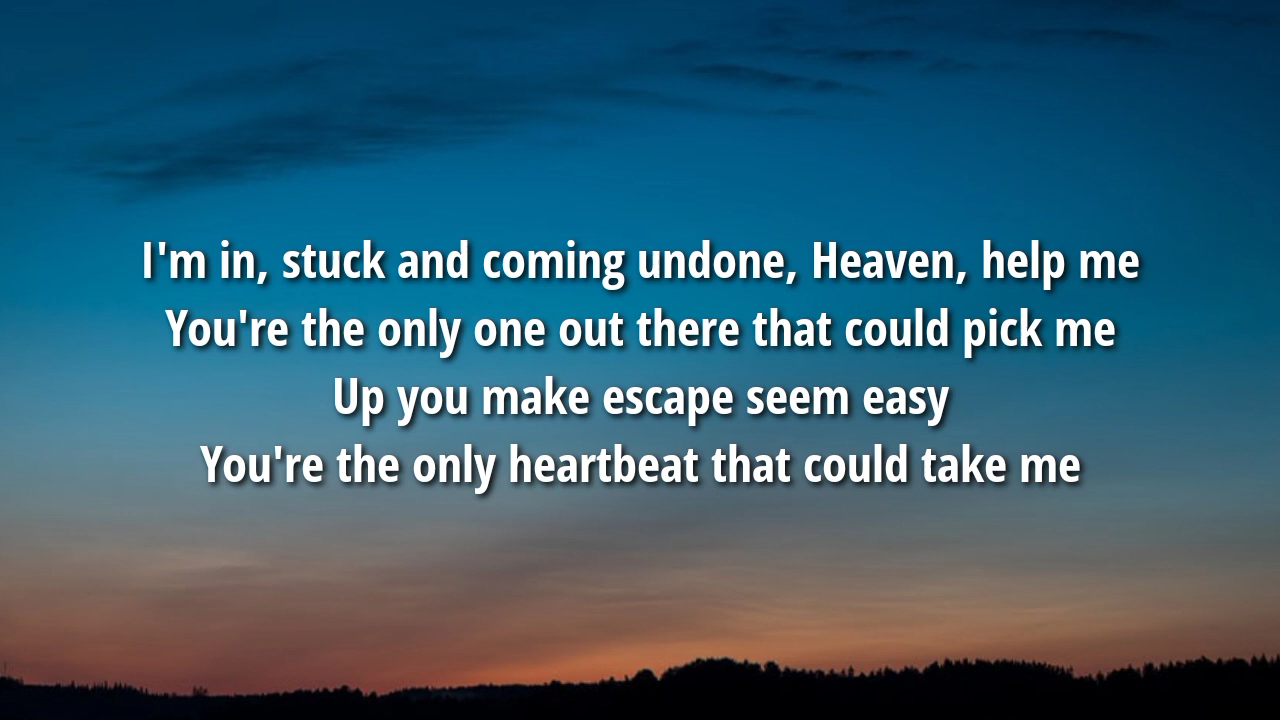 I'm in, stuck and coming undone, Heaven, help me
You're the only one out there that could pick me
Up you make escape seem easy
You're the only heartbeat that could take me